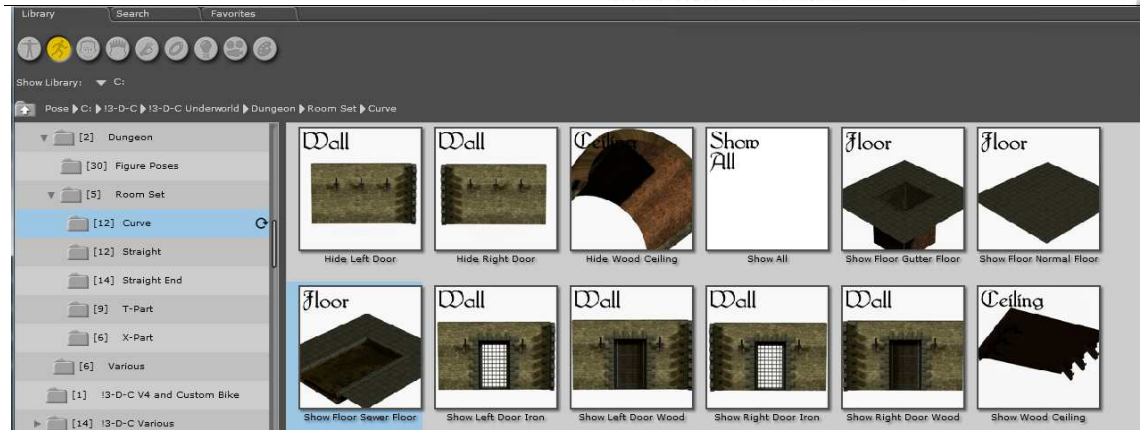 Library Search Favorites
Show Library: C:
Pose C: !3-D-C !3-D-C Underworld Dungeon Room Set Curve
[2] Dungeon
[30] Figure Poses
[5] Room Set
[12] Curve
[12] Straight
[14] Straight End
[9] T-Part
[6] X-Part
[6] Various
[1] !3-D-C V4 and Custom Bike
[14] !3-D-C Various
Wall
Hide Left Door
Wall
Hide Right Door
Ceiling
Hide Wood Ceiling
Show
All
Show All
Floor
Show Floor Gutter Floor
Floor
Show Floor Normal Floor
Floor
Show Floor Sewer Floor
Wall
Show Left Door Iron
Wall
Show Left Door Wood
Wall
Show Right Door Iron
Wall
Show Right Door Wood
Ceiling
Show Wood Ceiling